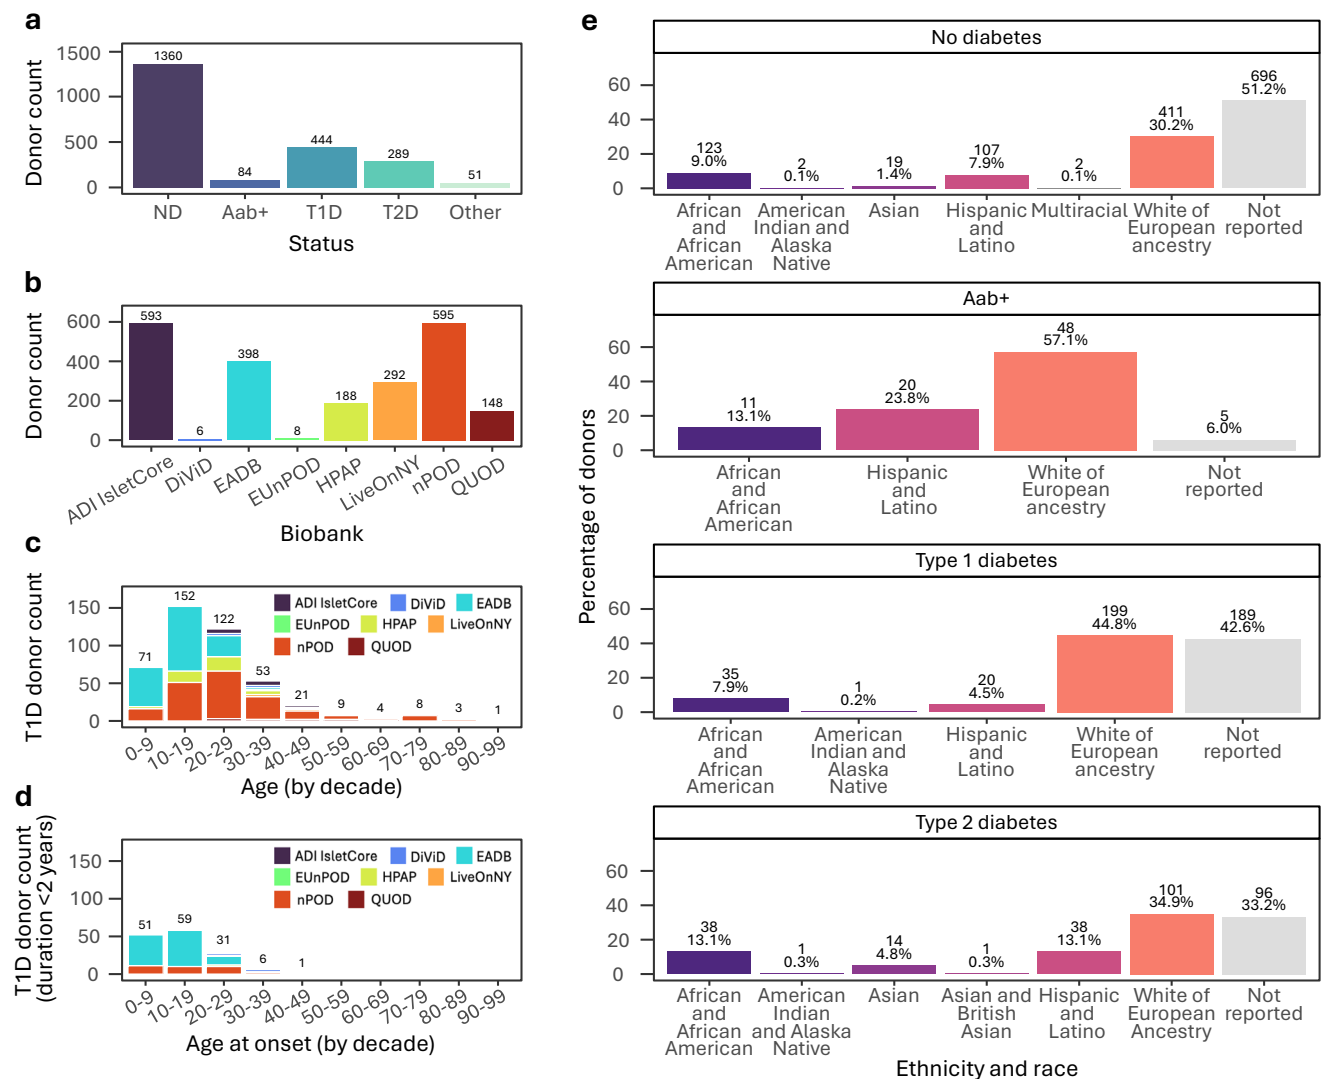 a
Donor count
1500
1000
500
0
1360
84
444
289
51
ND
Aab+
T1D
T2D
Other
Status
b
Donor count
600
400
200
0
593
6
398
8
188
292
595
148
ADI IsletCore
DiViD
EADB
EUnPOD
HPAP
LiveOnNY
nPOD
QUOD
Biobank
c
T1D donor count
150
100
50
0
71
152
122
53
21
9
4
8
3
1
ADI IsletCore
DiViD
EADB
EUnPOD
HPAP
LiveOnNY
nPOD
QUOD
0-9
10-19
20-29
30-39
40-49
50-59
60-69
70-79
80-89
90-99
Age (by decade)
d
T1D donor count
(duration <2 years)
150
100
50
0
51
59
31
6
1
ADI IsletCore
DiViD
EADB
EUnPOD
HPAP
LiveOnNY
nPOD
QUOD
0-9
10-19
20-29
30-39
40-49
50-59
60-69
70-79
80-89
90-99
Age at onset (by decade)
e
Percentage of donors
No diabetes
60
40
20
0
123
9.0%
2
0.1%
19
1.4%
107
7.9%
2
0.1%
411
30.2%
696
51.2%
African
and
African
American
American
Indian and
Alaska
Native
Asian
Hispanic
and
Latino
Multiracial
White of
European
ancestry
Not
reported
Aab+
60
40
20
0
11
13.1%
20
23.8%
48
57.1%
5
6.0%
African
and
African
American
Hispanic
and
Latino
White of
European
ancestry
Not
reported
Type 1 diabetes
60
40
20
0
35
7.9%
1
0.2%
20
4.5%
199
44.8%
189
42.6%
African
and
African
American
American
Indian and
Alaska
Native
Hispanic
and
Latino
White of
European
ancestry
Not
reported
Type 2 diabetes
60
40
20
0
38
13.1%
1
0.3%
14
4.8%
1
0.3%
38
13.1%
101
34.9%
96
33.2%
African
and
African
American
American
Indian
and Alaska
Native
Asian
Asian and
British
Asian
Hispanic
and
Latino
White of
European
Ancestry
Not
reported
Ethnicity and race